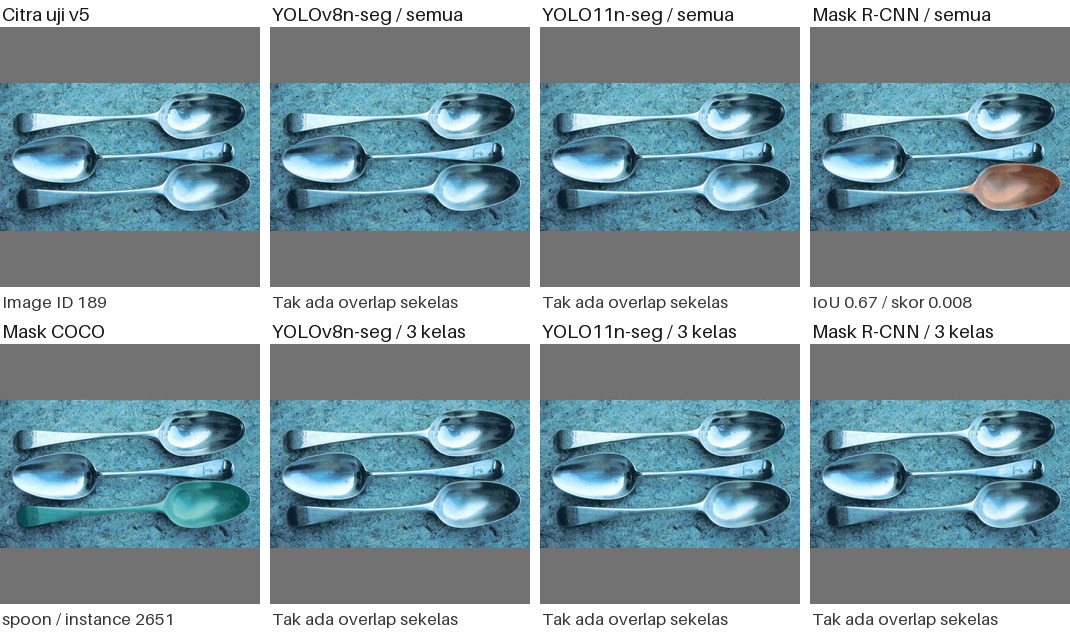 Citra uji v5
YOLOv8n-seg / semua
YOLO11n-seg / semua
Mask R-CNN / semua
Image ID 189
Tak ada overlap sekelas
Tak ada overlap sekelas
IoU 0.67 / skor 0.008
Mask COCO
YOLOv8n-seg / 3 kelas
YOLO11n-seg / 3 kelas
Mask R-CNN / 3 kelas
spoon / instance 2651
Tak ada overlap sekelas
Tak ada overlap sekelas
Tak ada overlap sekelas